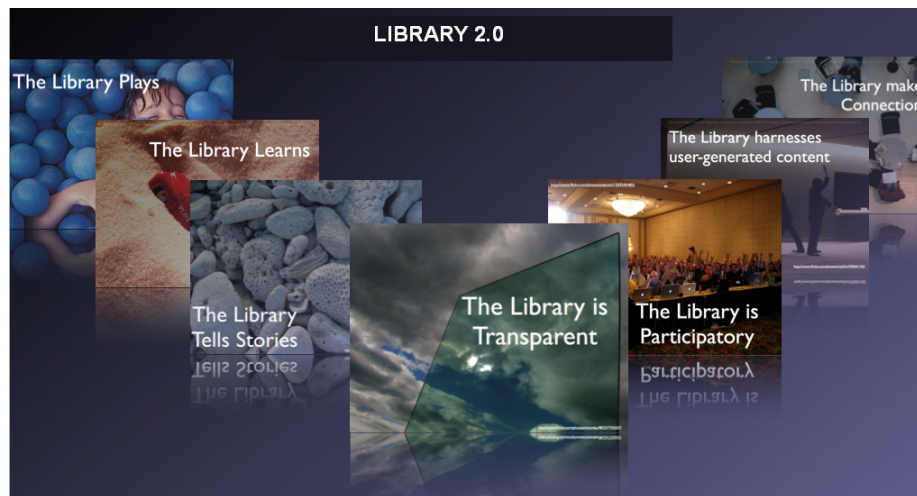 LIBRARY 2.0
The Library Plays
The Library Learns
The Library
Tells Stories
The Library is
Transparent
The Library is
Participatory
The Library harnesses
user-generated content
The Library make
Connection